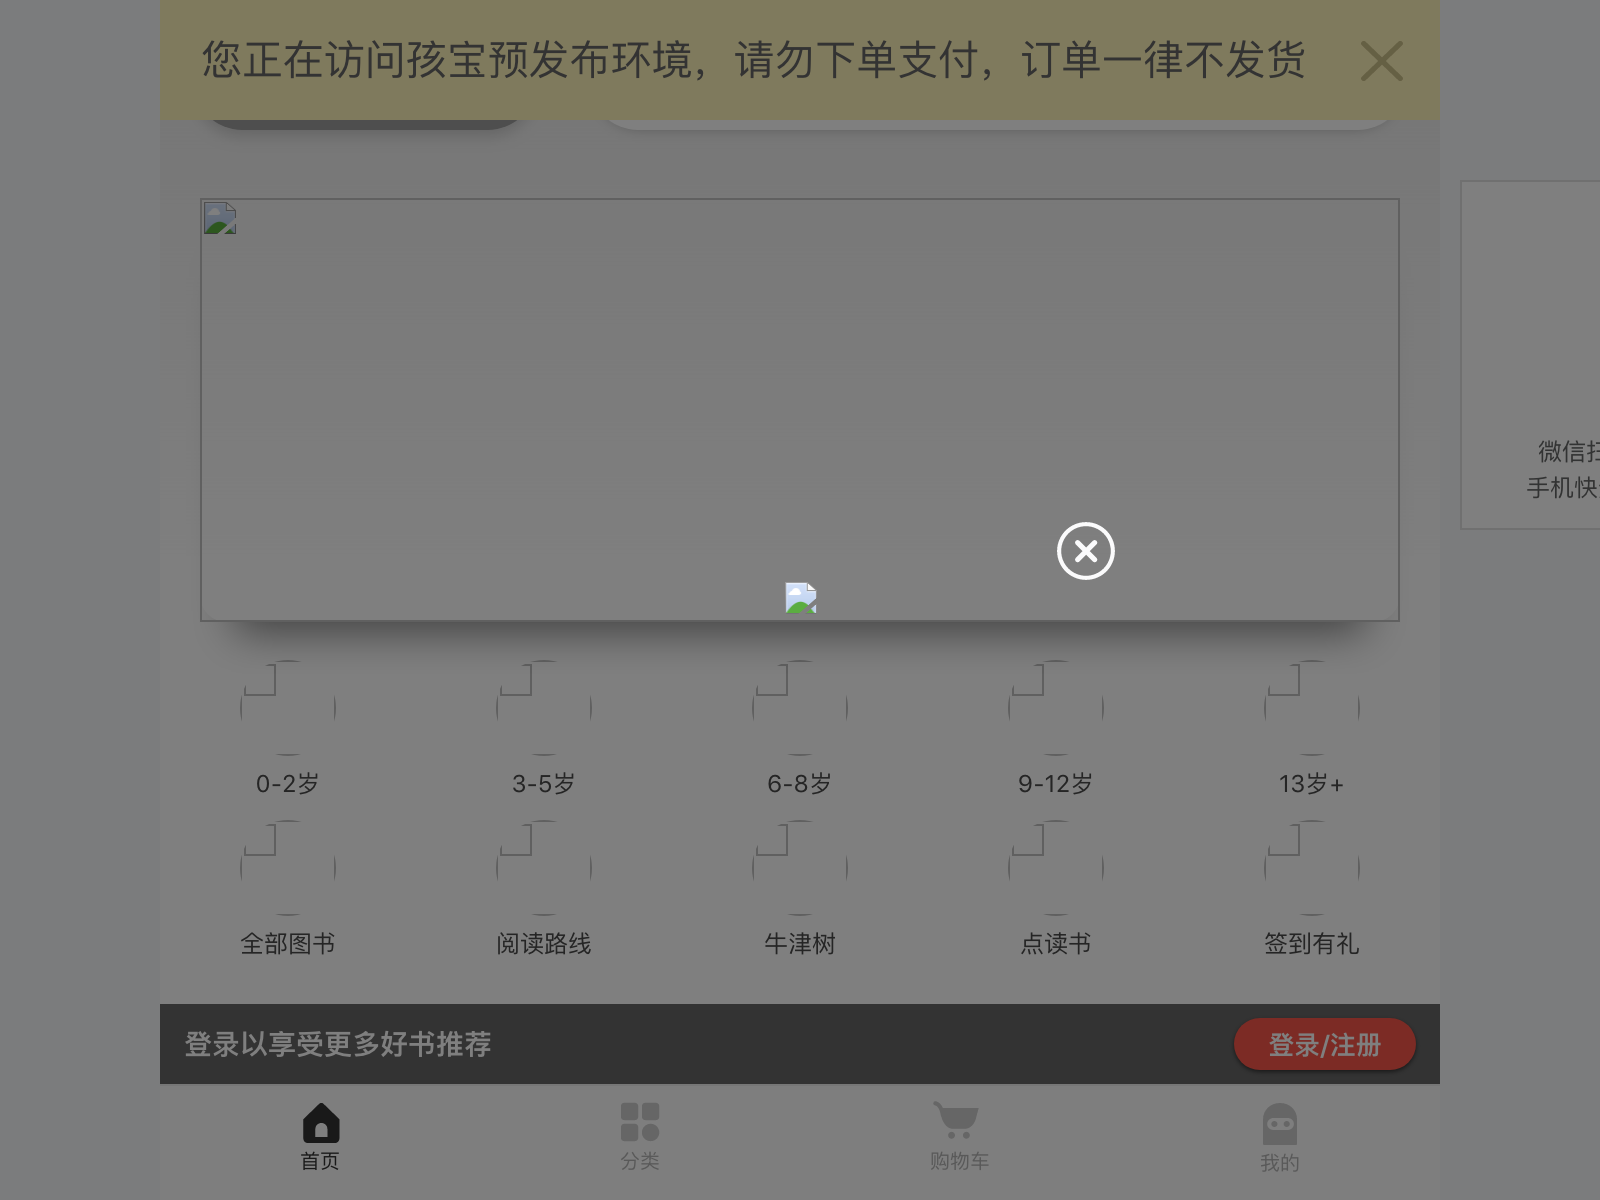 您正在访问孩宝预发布环境，请勿下单支付，订单一律不发货
微信扫
手机快
0-2岁
3-5岁
6-8岁
9-12岁
13岁+
全部图书
阅读路线
牛津树
点读书
签到有礼
登录以享受更多好书推荐
登录/注册
首页
分类
购物车
我的